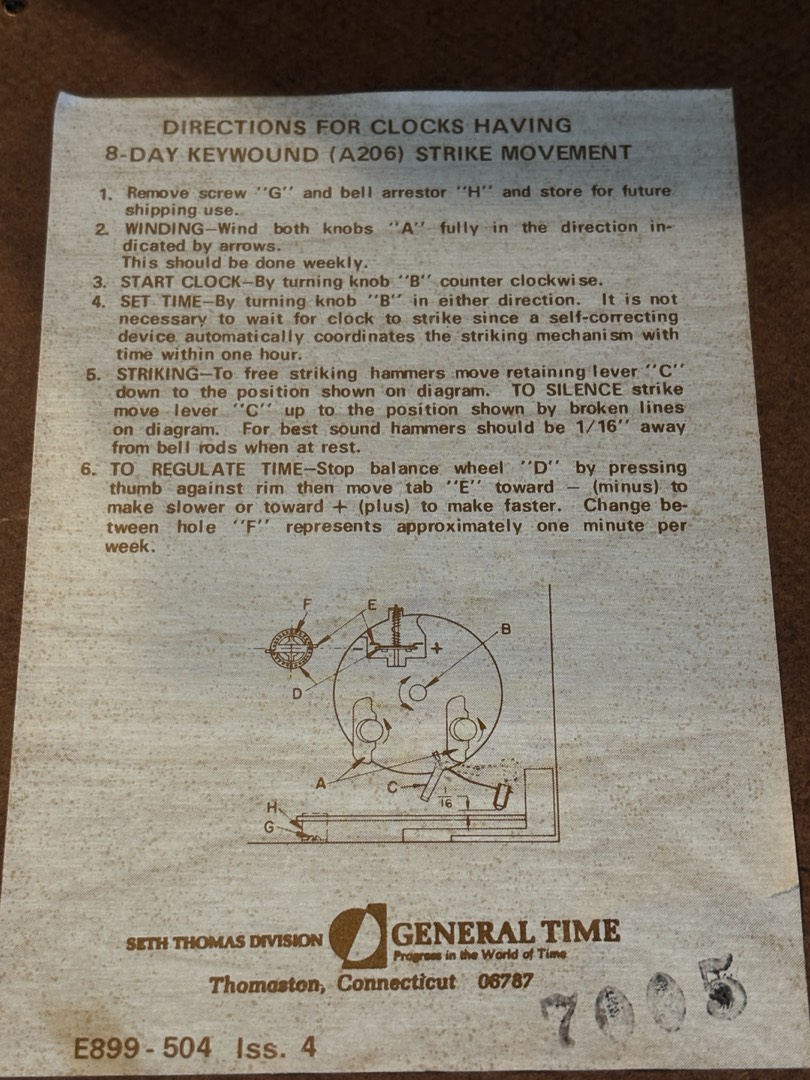 DIRECTIONS FOR CLOCKS HAVING
8-DAY KEYWOUND (A206) STRIKE MOVEMENT
1. Remove screw "G" and bell arrestor "H" and store for future
shipping use.
2. WINDING—Wind both knobs "A" fully in the direction in-
dicated by arrows.
This should be done weekly.
3. START CLOCK—By turning knob "B" counter clockwise.
4. SET TIME—By turning knob "B" in either direction. It is not
necessary to wait for clock to strike since a self-correcting
device automatically coordinates the striking mechanism with
time within one hour.
5. STRIKING—To free striking hammers move retaining lever "C"
down to the position shown on diagram. TO SILENCE strike
move lever "C" up to the position shown by broken lines
on diagram. For best sound hammers should be 1/16" away
from bell rods when at rest.
6. TO REGULATE TIME—Stop balance wheel "D" by pressing
thumb against rim then move tab "E" toward — (minus) to
make slower or toward + (plus) to make faster. Change be-
tween hole "F" represents approximately one minute per
week.
F E
B
- +
D
A
C
1/16
H
G
SETH THOMAS DIVISION GENERAL TIME
Progress in the World of Time
Thomaston, Connecticut 06787
7005
E899-504 Iss. 4